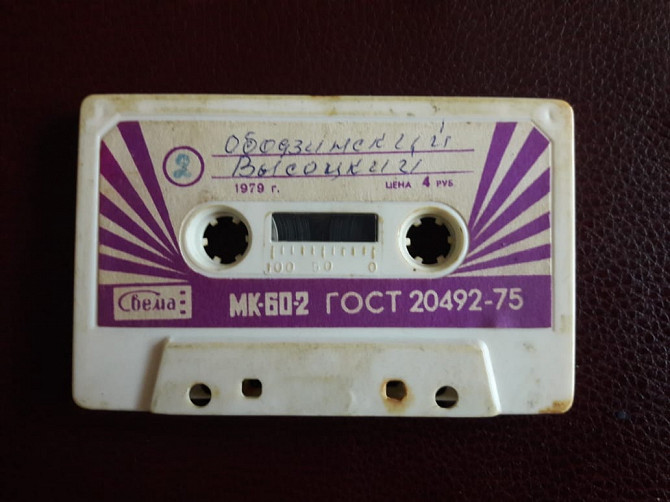 Ободзинский
2 Высоцкий
1979 г. ЦЕНА 4 РУБ.
100 50 0
Свема МК-60-2 ГОСТ 20492-75